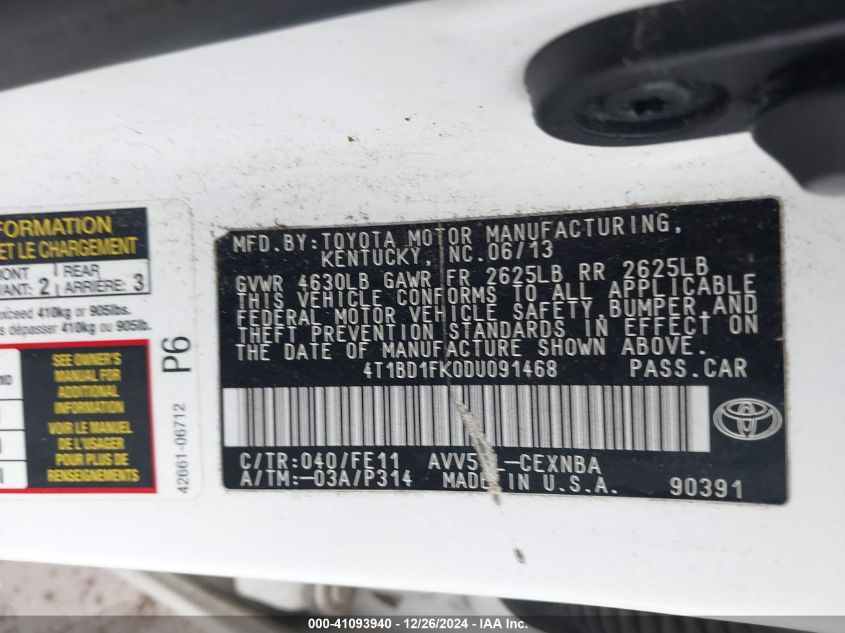 FORMATION
ET LE CHARGEMENT
REAR
ARRIÈRE: 3
2
exceed 410kg or 905lbs.
dépasser 410kg ou 905lb.
SEE OWNER'S
MANUAL FOR
ADDITIONAL
INFORMATION
VOIR LE MANUEL
DE L'USAGER
POUR PLUS DE
RENSEIGNEMENTS
P6
42661-06712
MFD. BY: TOYOTA MOTOR MANUFACTURING,
KENTUCKY, INC. 06/13
GVWR 4630LB GAWR FR 2625LB RR 2625LB
THIS VEHICLE CONFORMS TO ALL APPLICABLE
FEDERAL MOTOR VEHICLE SAFETY, BUMPER, AND
THEFT PREVENTION STANDARDS IN EFFECT ON
THE DATE OF MANUFACTURE SHOWN ABOVE.
4T1BD1FK0DU091468 PASS. CAR
C/TR: 040/FE11 -CEXNBA
A/TM: -03A/P314 MADE IN U.S.A. 90391
000-41093940 - 12/26/2024 - IAA Inc.